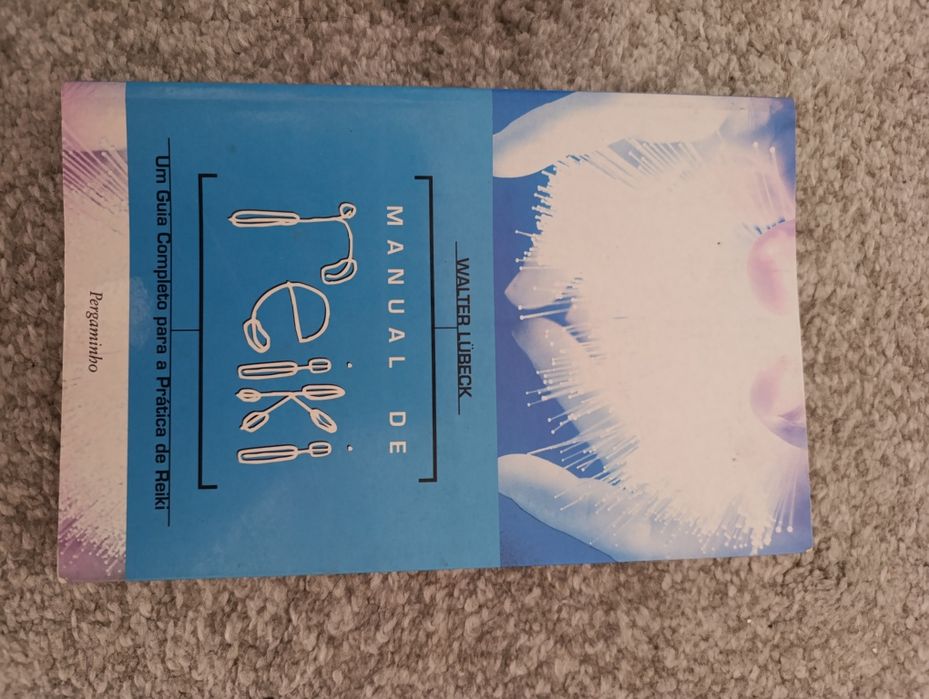 WALTER LÜBECK
MANUAL DE
reiki
Um Guia Completo para a Prática de Reiki
Pergaminho